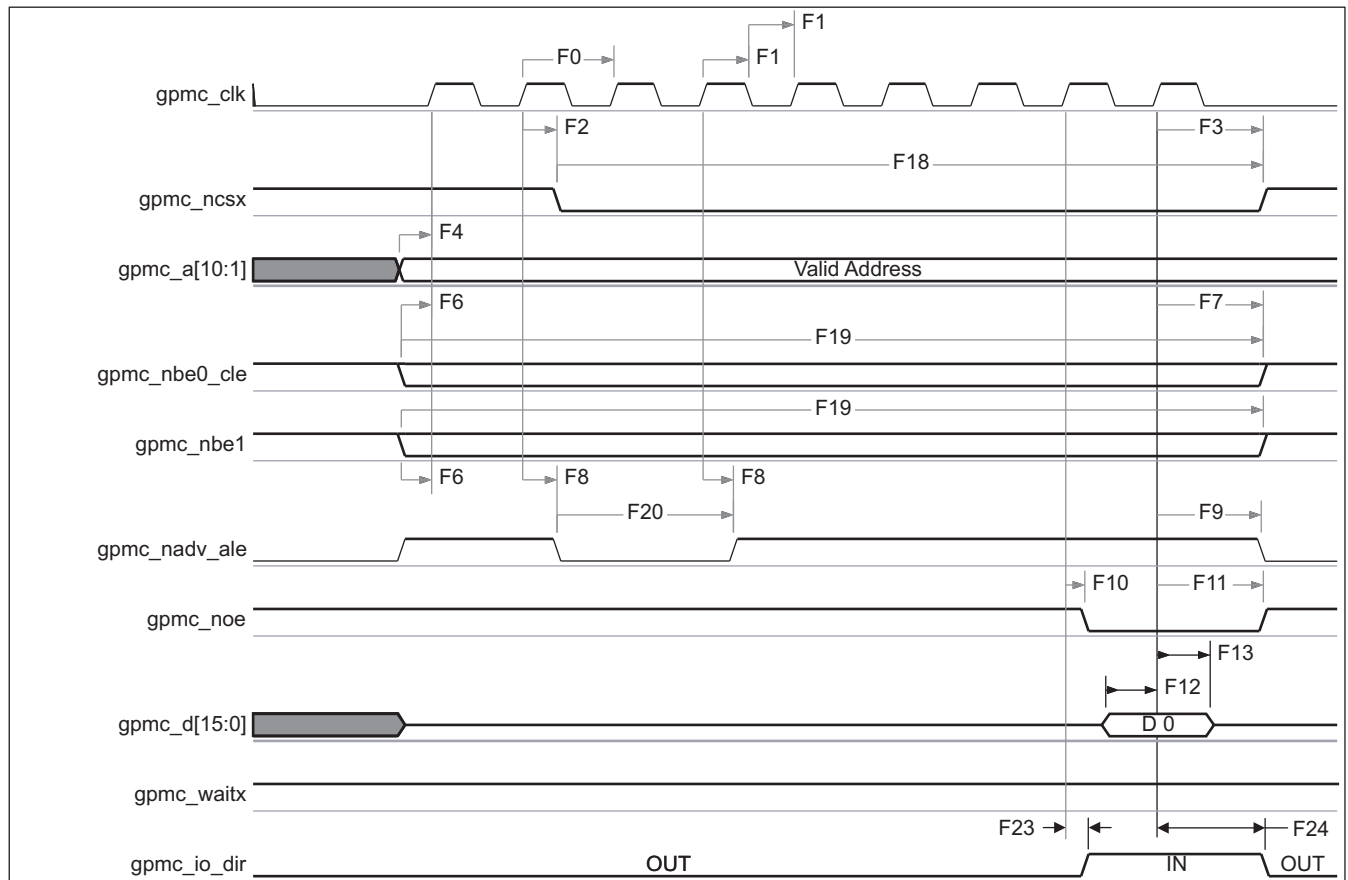 F1
F0
F1
gpmc_clk
F2
F3
F18
gpmc_ncsx
F4
gpmc_a[10:1]
Valid Address
F6
F7
F19
gpmc_nbe0_cle
F19
gpmc_nbe1
F6
F8
F8
F20
F9
gpmc_nadv_ale
F10
F11
gpmc_noe
F13
F12
gpmc_d[15:0]
D 0
gpmc_waitx
F23
F24
gpmc_io_dir
OUT
IN
OUT